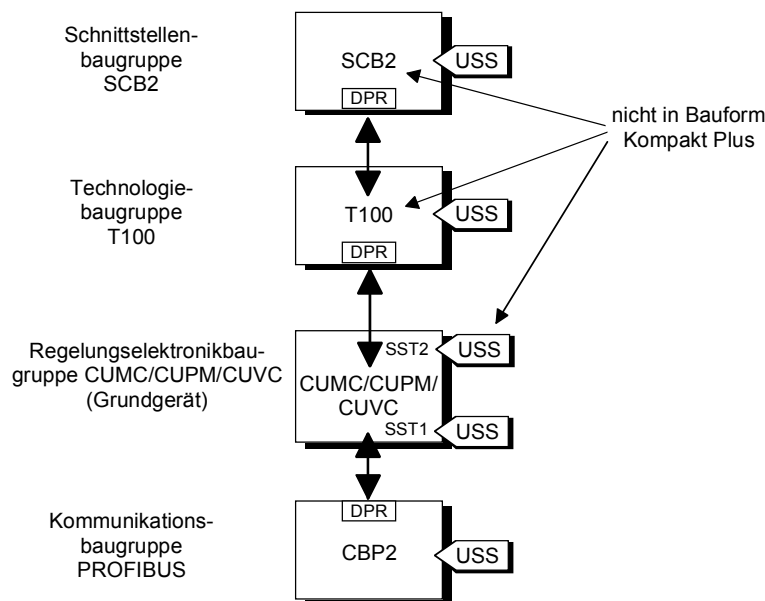 Schnittstellen-
baugruppe
SCB2
SCB2
DPR
USS
nicht in Bauform
Kompakt Plus
Technologie-
baugruppe
T100
T100
DPR
USS
Regelungselektronikbau-
gruppe CUMC/CUPM/CUVC
(Grundgerät)
SST2
CUMC/CUPM/
CUVC
SST1
USS
USS
Kommunikations-
baugruppe
PROFIBUS
DPR
CBP2
USS